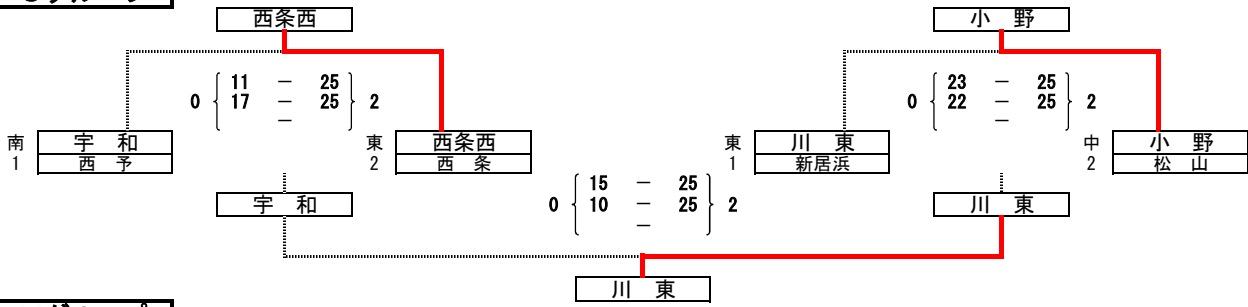 西条西 小 野
11 － 25 23 － 25
0 17 － 25 2 0 22 － 25 2
－ －
南 宇 和 東 西条西 東 川 東 中 小 野
1 西 予 2 西 条 1 新居浜 2 松 山
15 － 25
宇 和 0 10 － 25 2 川 東
－
川 東